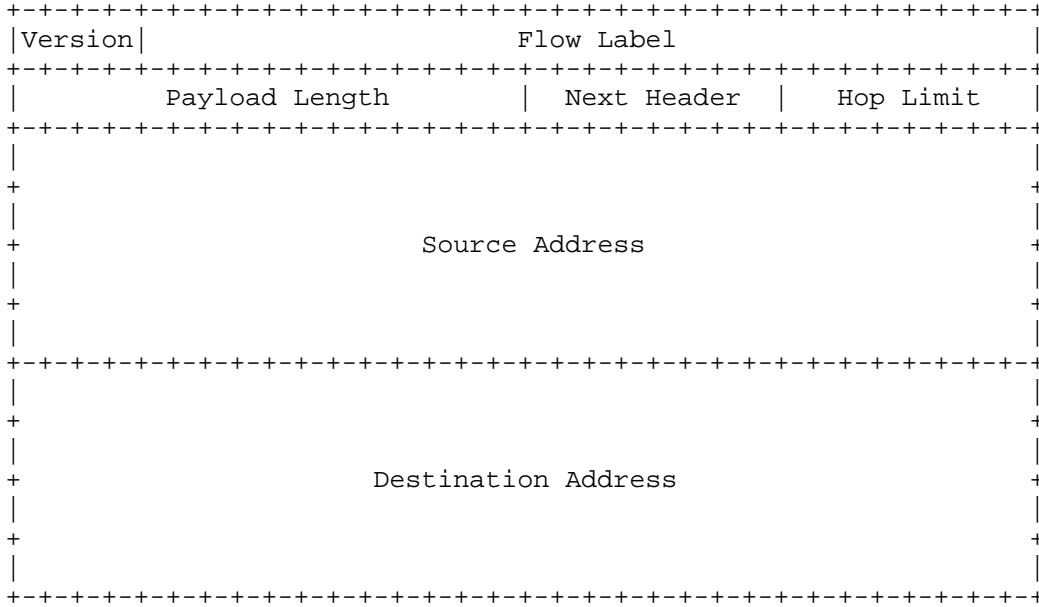 |Version| Flow Label |
| Payload Length | Next Header | Hop Limit |
Source Address
Destination Address